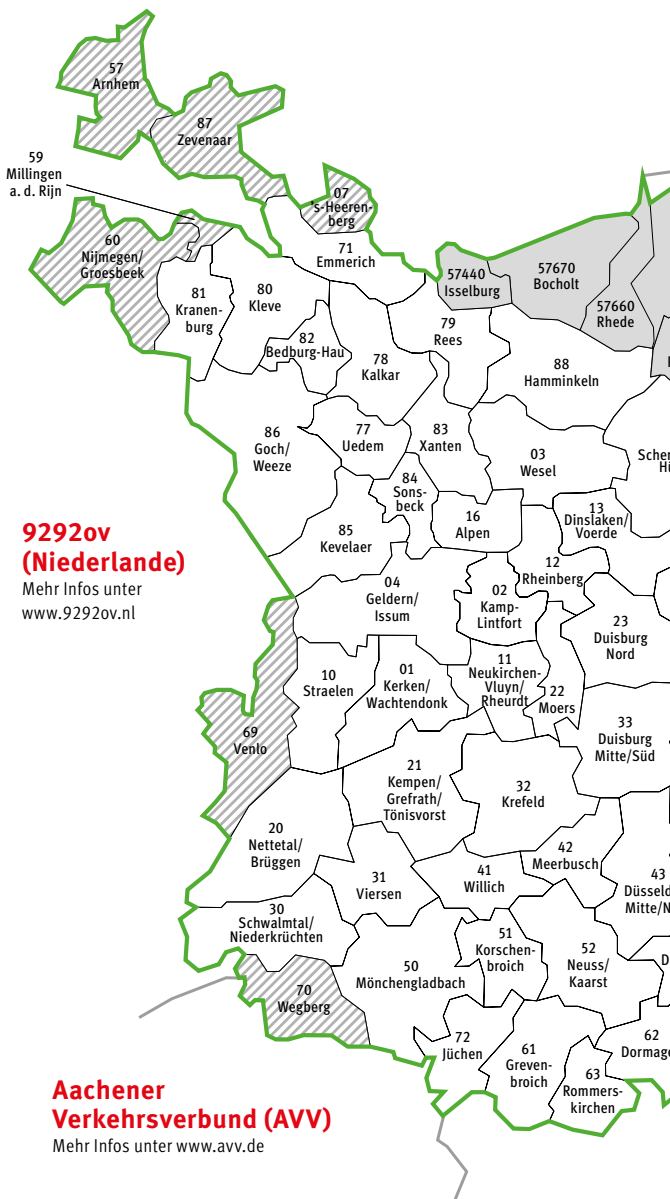 57
Arnhem
87
Zevenaar
59
Millingen
a. d. Rijn
07
's-Heeren-
berg
60
Nijmegen/
Groesbeek
71
Emmerich
57440
Isselburg
57670
Bocholt
57660
Rhede
81
Kranen-
burg
80
Kleve
82
Bedburg-Hau
78
Kalkar
79
Rees
88
Hamminkeln
86
Goch/
Weeze
77
Uedem
83
Xanten
03
Wesel
84
Sons-
beck
16
Alpen
13
Dinslaken/
Voerde
85
Kevelaer
12
Rheinberg
9292ov
(Niederlande)
Mehr Infos unter
www.9292ov.nl
04
Geldern/
Issum
02
Kamp-
Lintfort
23
Duisburg
Nord
10
Straelen
01
Kerken/
Wachtendonk
11
Neukirchen-
Vluyn/
Rheurdt
22
Moers
69
Venlo
33
Duisburg
Mitte/Süd
21
Kempen/
Grefrath/
Tönisvorst
32
Krefeld
20
Nettetal/
Brüggen
42
Meerbusch
31
Viersen
41
Willich
43
Düsseld
Mitte/N
30
Schwalmtal/
Niederkrüchten
51
Korschen-
broich
52
Neuss/
Kaarst
50
Mönchengladbach
70
Wegberg
72
Jüchen
61
Greven-
broich
62
Dormage
63
Rommers-
kirchen
Aachener
Verkehrsverbund (AVV)
Mehr Infos unter www.avv.de